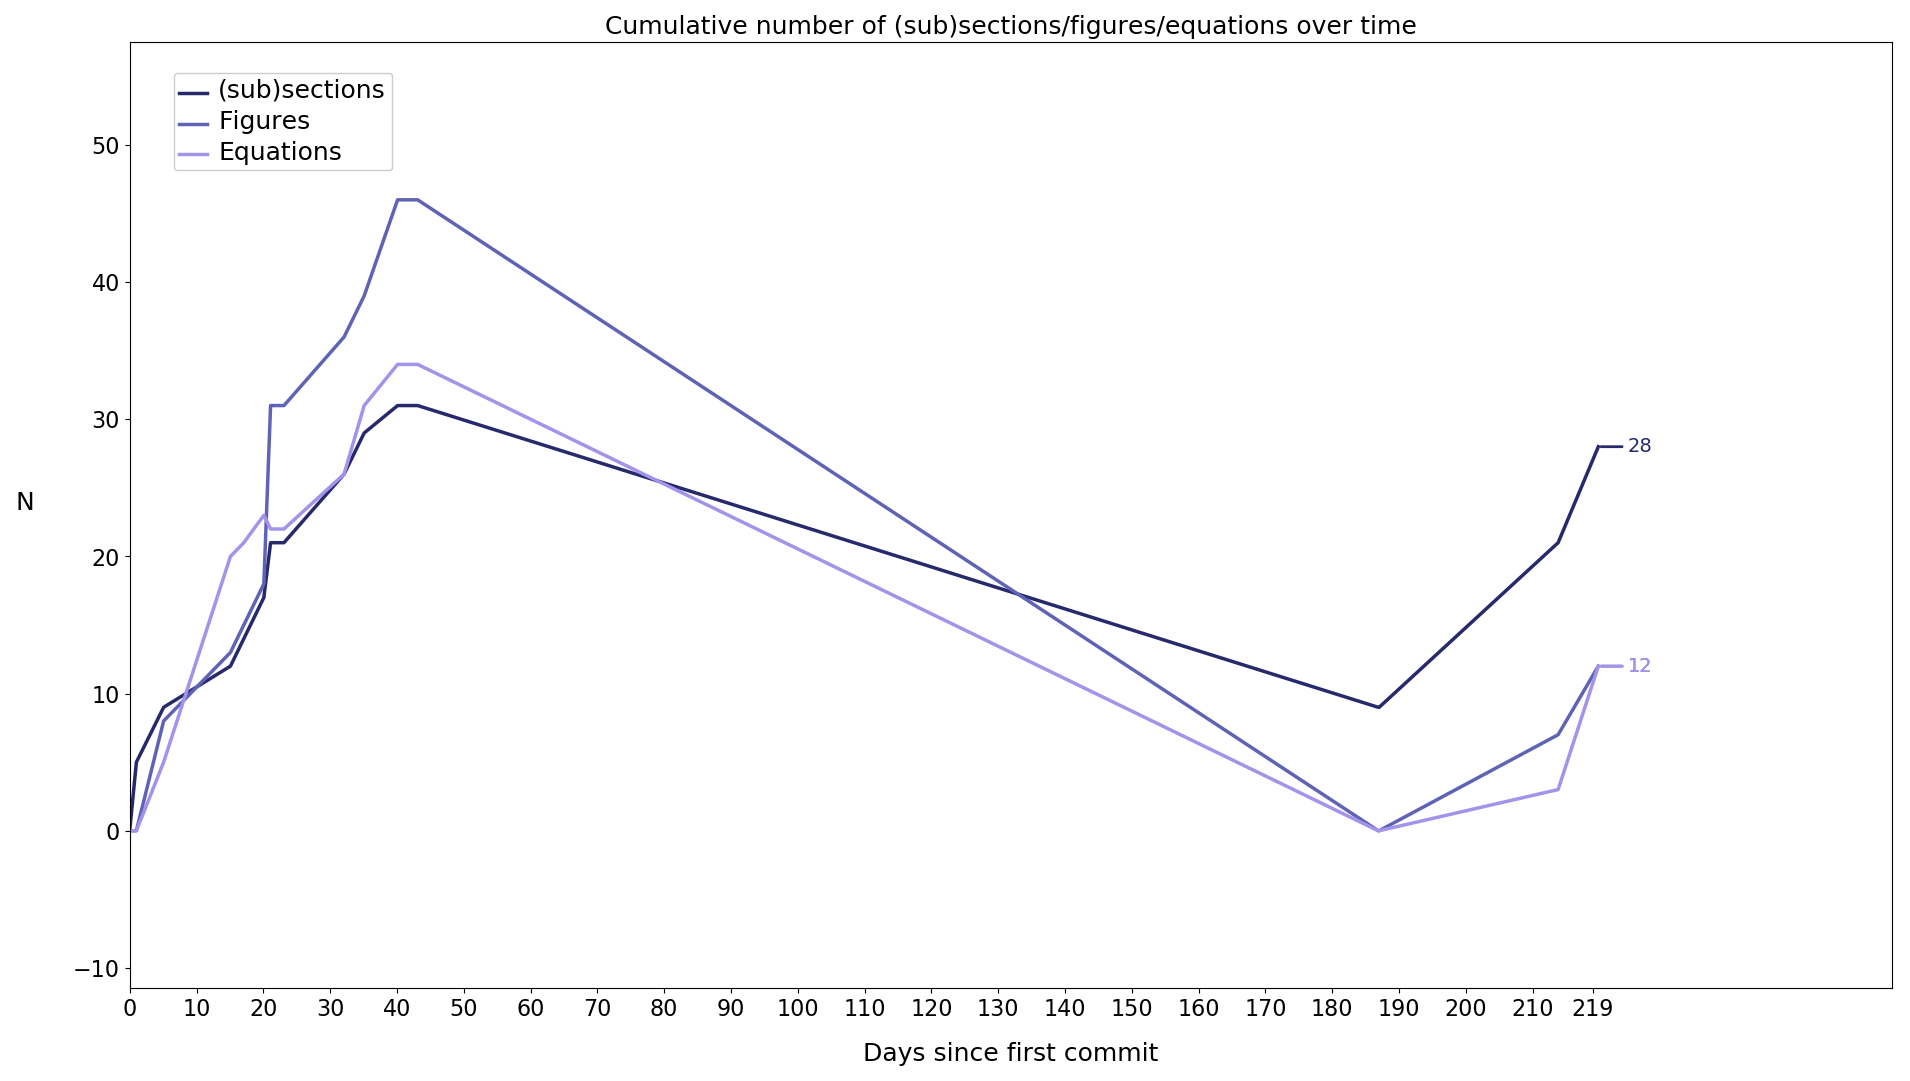 Cumulative number of (sub)sections/figures/equations over time
(sub)sections
Figures
Equations
50
40
30
20
10
0
−10
N
28
12
0 10 20 30 40 50 60 70 80 90 100 110 120 130 140 150 160 170 180 190 200 210 219
Days since first commit